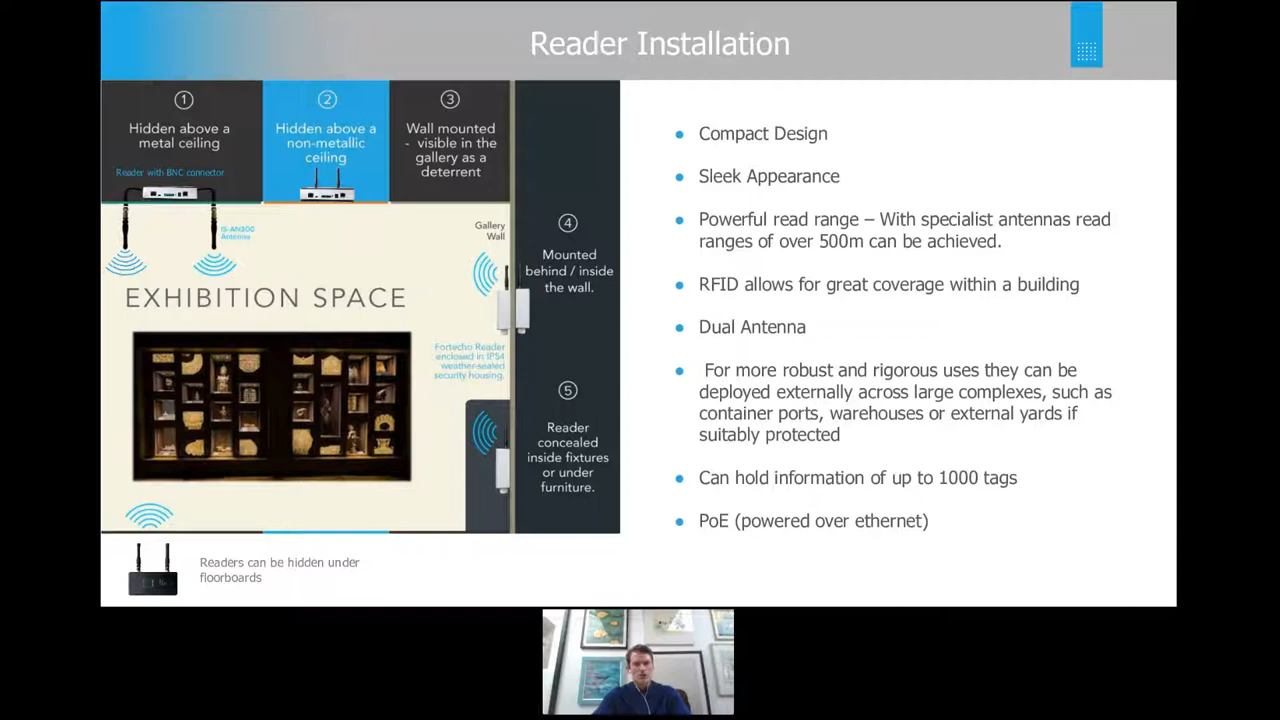 Reader Installation
1
Hidden above a
metal ceiling
Reader with BNC connector
IS-AN300
Antenna
2
Hidden above a
non-metallic
ceiling
3
Wall mounted
- visible in the
gallery as a
deterrent
Gallery
Wall
4
Mounted
behind / inside
the wall.
EXHIBITION SPACE
Fortecho Reader
enclosed in IP54
weather-sealed
security housing.
5
Reader
concealed
inside fixtures
or under
furniture.
Readers can be hidden under
floorboards
• Compact Design
• Sleek Appearance
• Powerful read range – With specialist antennas read
ranges of over 500m can be achieved.
• RFID allows for great coverage within a building
• Dual Antenna
• For more robust and rigorous uses they can be
deployed externally across large complexes, such as
container ports, warehouses or external yards if
suitably protected
• Can hold information of up to 1000 tags
• PoE (powered over ethernet)